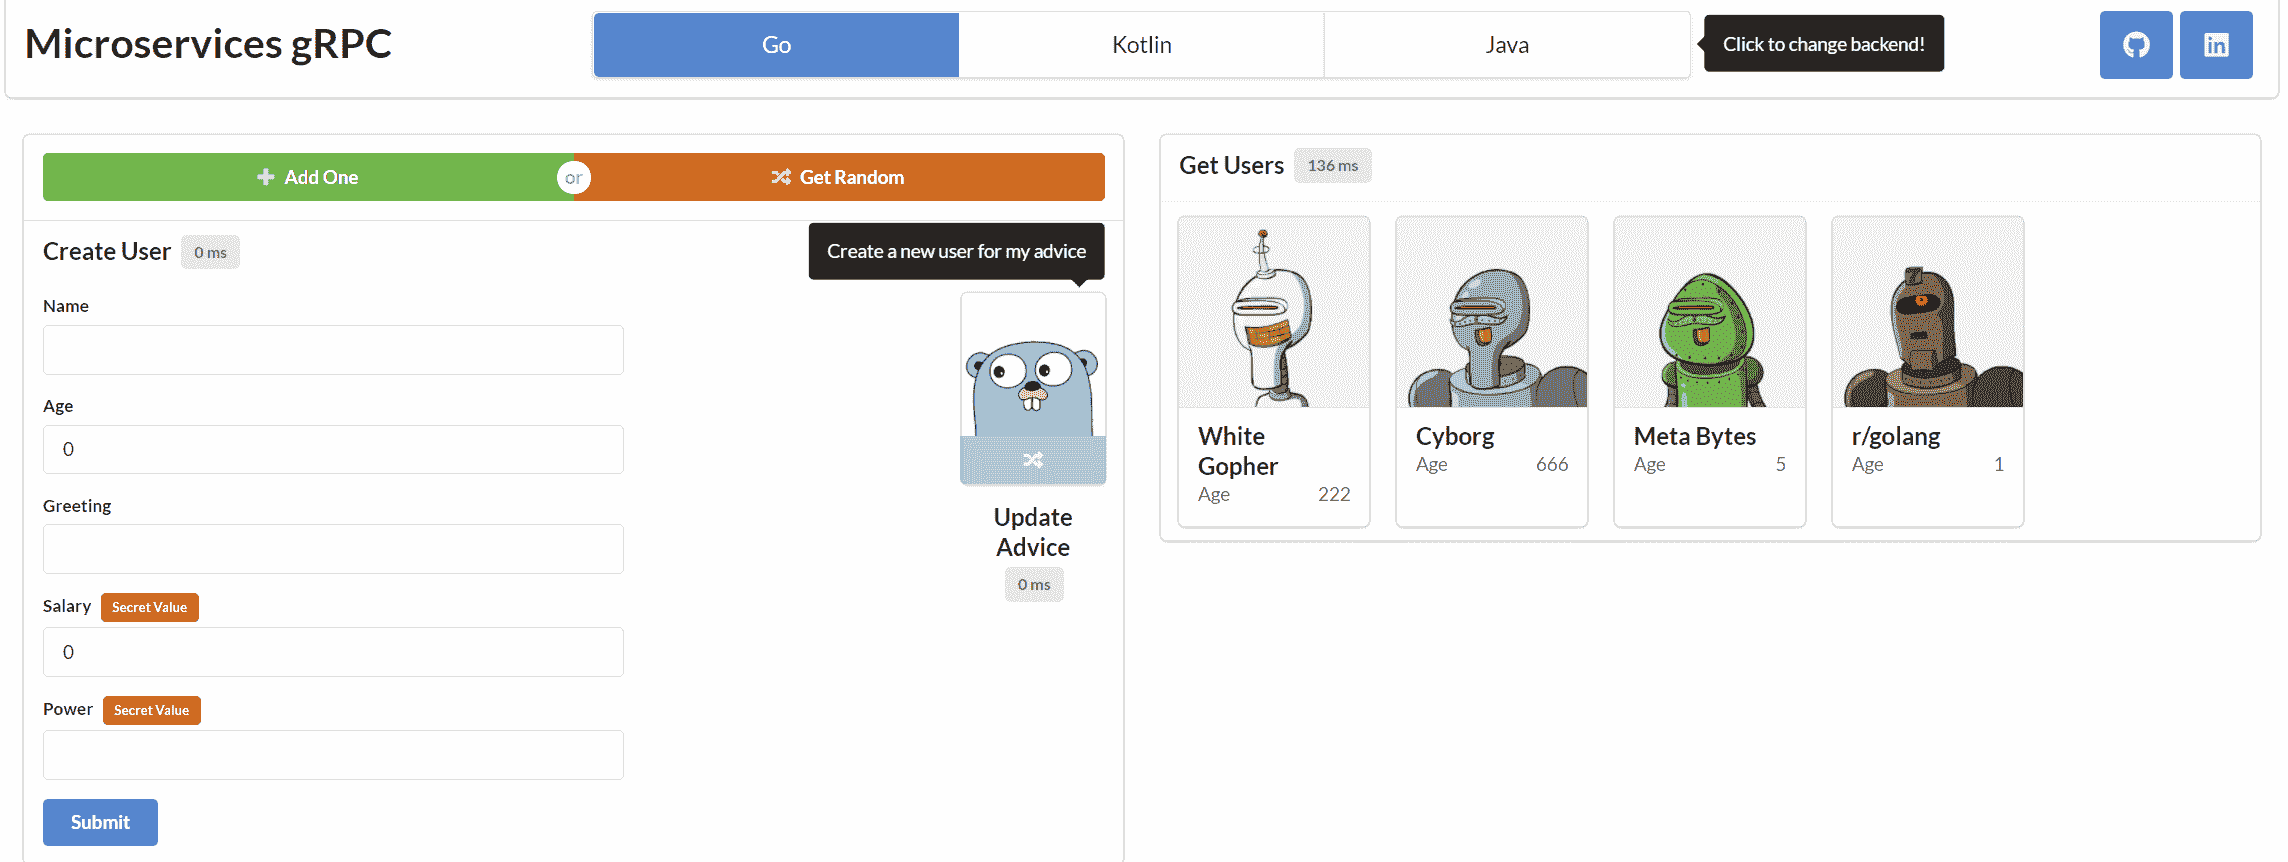 Microservices gRPC
Go
Kotlin
Java
Click to change backend!
in
Add One
or
Get Random
Create User
0 ms
Create a new user for my advice
Name
Age
0
Greeting
Salary
Secret Value
0
Power
Secret Value
Submit
Update
Advice
0 ms
Get Users
136 ms
White
Gopher
Age
222
Cyborg
Age
666
Meta Bytes
Age
5
7
r/golang
Age
1